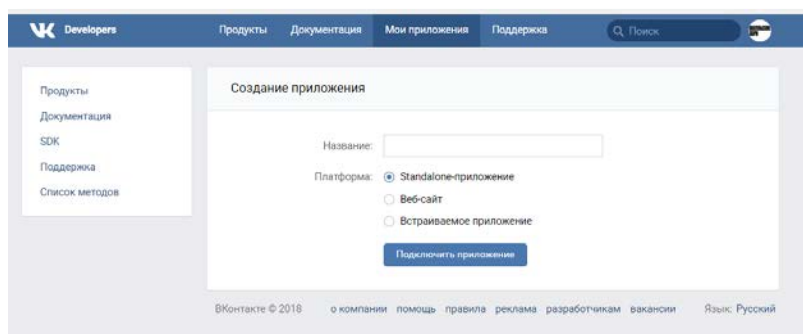 Developers Продукты Документация Мои приложения Поддержка Поиск
Продукты
Документация
SDK
Поддержка
Список методов
Создание приложения
Название:
Платформа: Standalone-приложение
Веб-сайт
Встраиваемое приложение
Подключить приложение
ВКонтакте © 2018 о компании помощь правила реклама разработчикам вакансии Язык: Русский